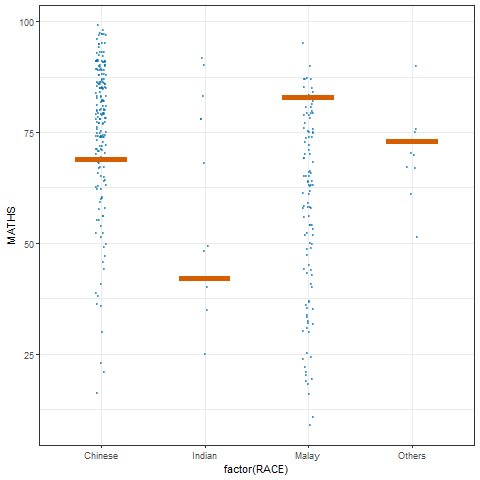 100
75
50
25
MATHS
Chinese
Indian
Malay
Others
factor(RACE)